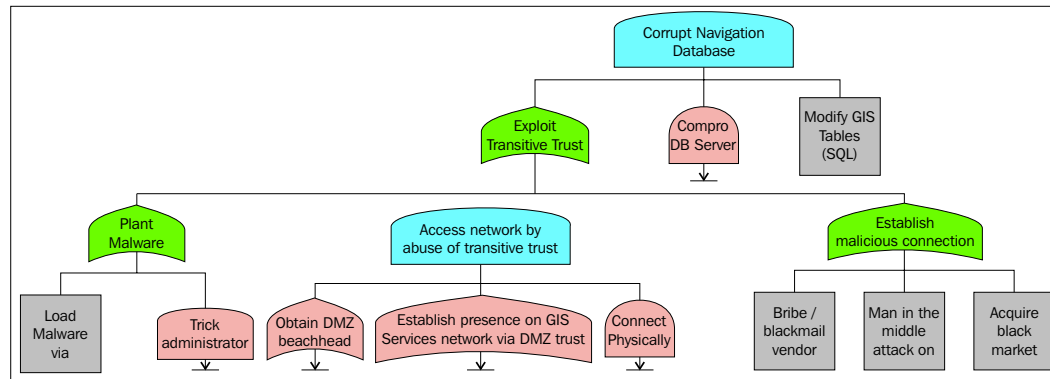 Corrupt Navigation
Database
Exploit
Transitive Trust
Compro
DB Server
Modify GIS
Tables
(SQL)
Plant
Malware
Access network by
abuse of transitive trust
Establish
malicious connection
Load
Malware
via
Trick
administrator
Obtain DMZ
beachhead
Establish presence on GIS
Services network via DMZ trust
Connect
Physically
Bribe /
blackmail
vendor
Man in the
middle
attack on
Acquire
black
market